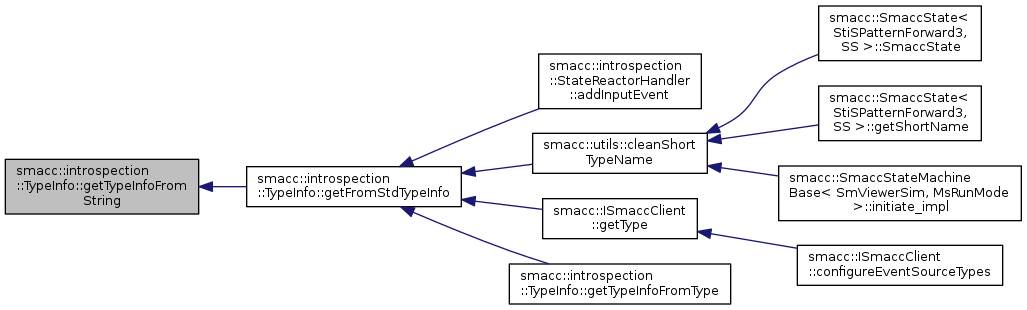 smacc::introspection
::TypeInfo::getTypeInfoFrom
String
smacc::introspection
::TypeInfo::getFromStdTypeInfo
smacc::introspection
::StateReactorHandler
::addInputEvent
smacc::utils::cleanShort
TypeName
smacc::ISmaccClient
::getType
smacc::introspection
::TypeInfo::getTypeInfoFromType
smacc::SmaccState<
StiSPatternForward3,
SS >::SmaccState
smacc::SmaccState<
StiSPatternForward3,
SS >::getShortName
smacc::SmaccStateMachine
Base< SmViewerSim, MsRunMode
>::initiate_impl
smacc::ISmaccClient
::configureEventSourceTypes